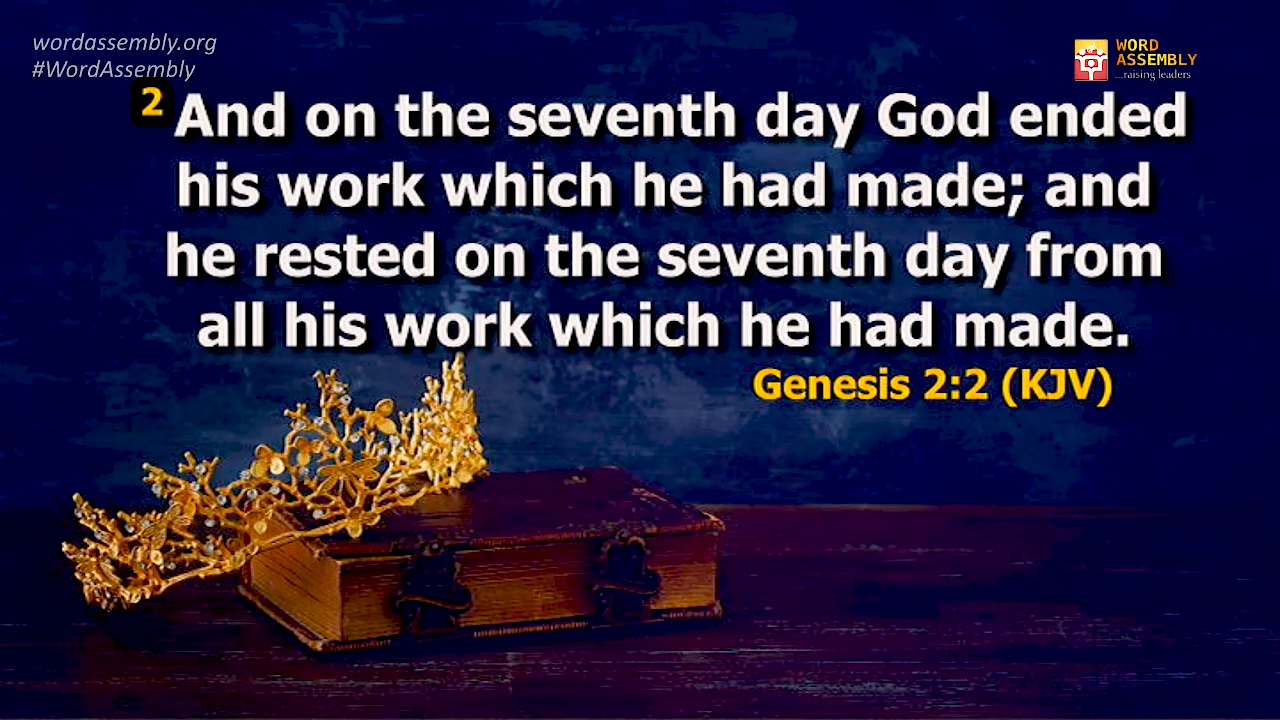 wordassembly.org
#WordAssembly
WORD
ASSEMBLY
...raising leaders
2 And on the seventh day God ended
his work which he had made; and
he rested on the seventh day from
all his work which he had made.
Genesis 2:2 (KJV)